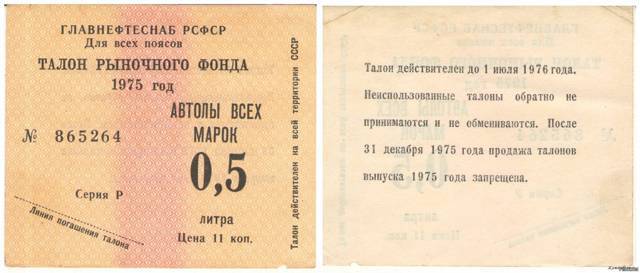 ГЛАВНЕФТЕСНАБ РСФСР
Для всех поясов
ТАЛОН РЫНОЧНОГО ФОНДА
1975 год
АВТОЛЫ ВСЕХ
МАРОК
№ 865264
0,5
Серия Р
литра
Линия погашения талона
Цена 11 коп.
Талон действителен на всей территории СССР
Талон действителен до 1 июля 1976 года.
Неиспользованные талоны обратно не
принимаются и не обмениваются. После
31 декабря 1975 года продажа талонов
выпуска 1975 года запрещена.